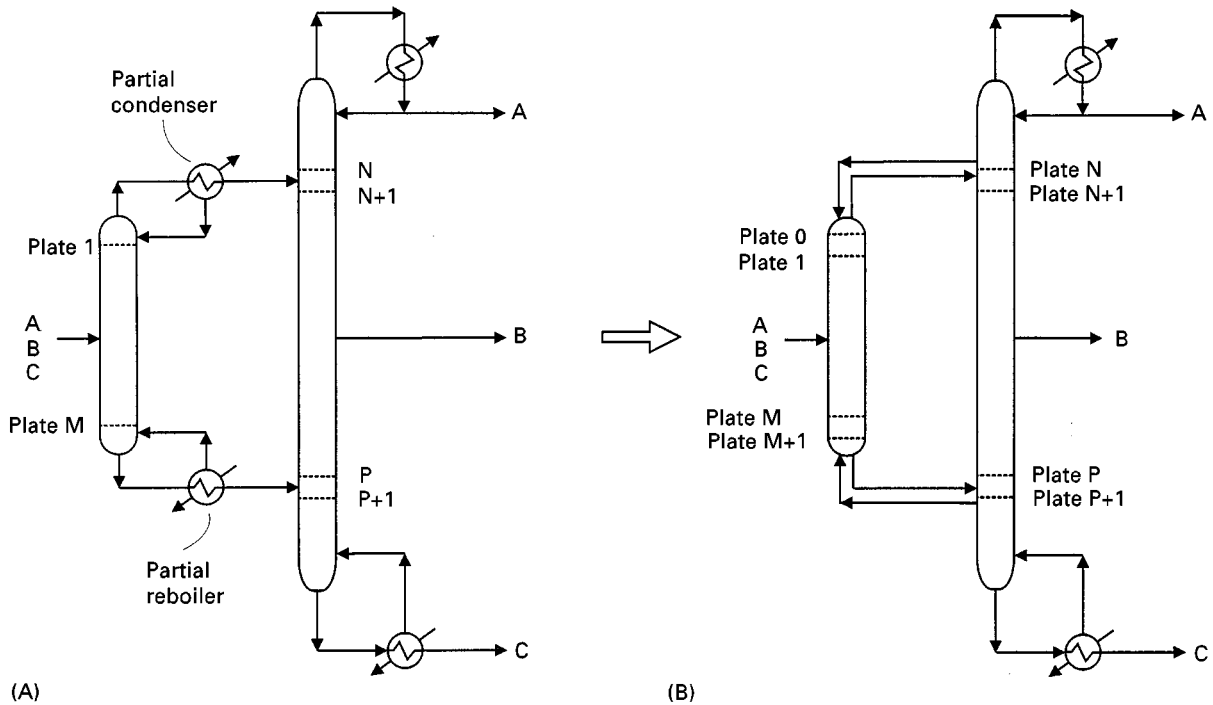 Partial
condenser
A
N
N+1
Plate 1
A
B
C
B
Plate M
P
P+1
Partial
reboiler
C
(A)
A
Plate N
Plate N+1
Plate 0
Plate 1
A
B
C
B
Plate M
Plate M+1
Plate P
Plate P+1
C
(B)